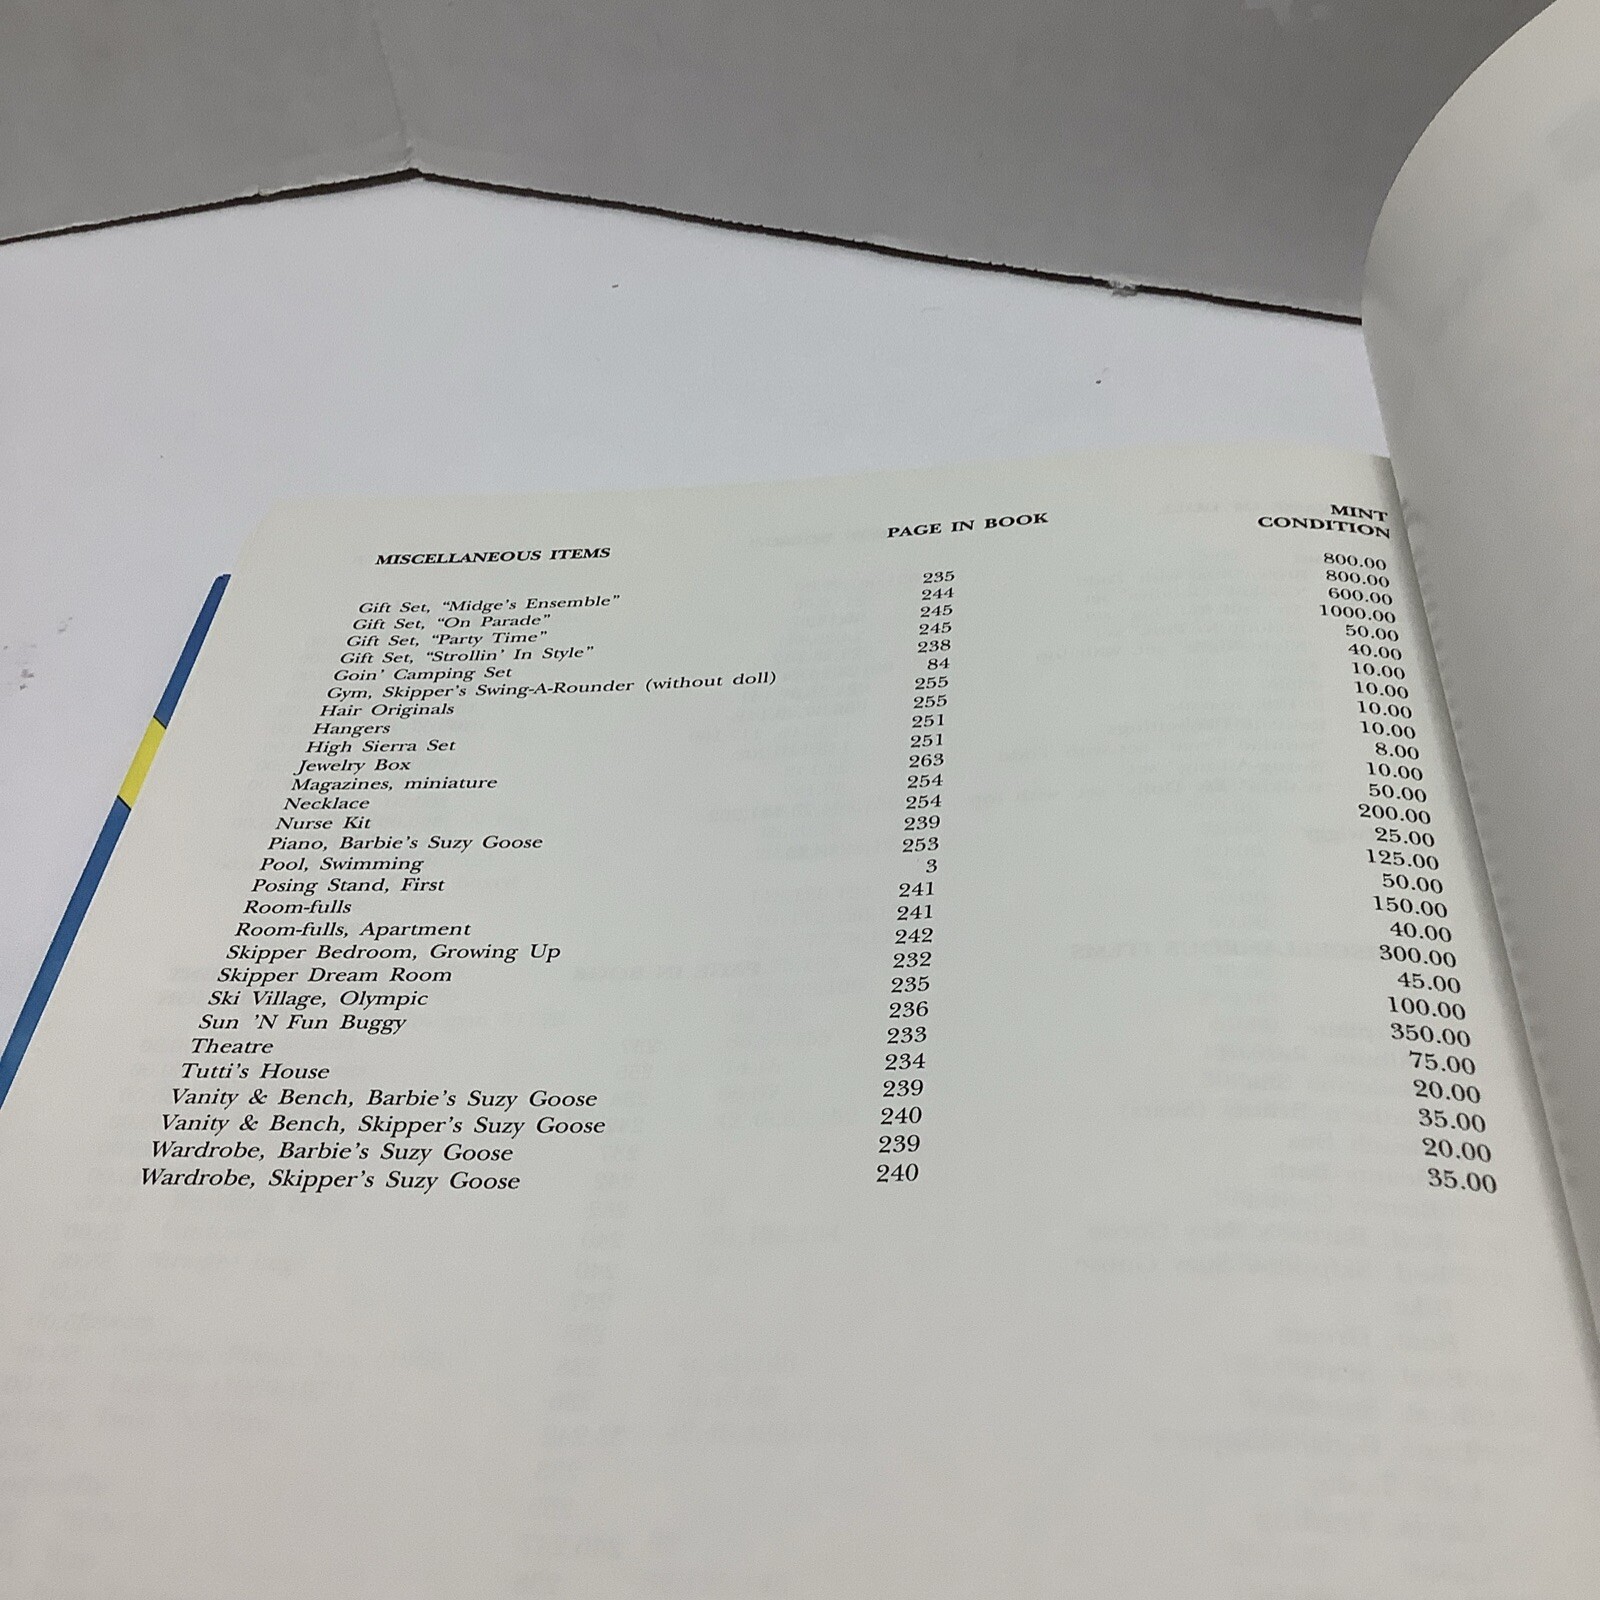 MISCELLANEOUS ITEMS PAGE IN BOOK MINT CONDITION
Gift Set, “Midge’s Ensemble” 235 800.00
Gift Set, “On Parade” 244 800.00
Gift Set, “Party Time” 245 600.00
Gift Set, “Strollin’ In Style” 245 1000.00
Goin’ Camping Set 238 50.00
Gym, Skipper’s Swing-A-Rounder (without doll) 84 40.00
Hair Originals 255 10.00
Hangers 255 10.00
High Sierra Set 251 10.00
Jewelry Box 251 10.00
Magazines, miniature 263 8.00
Necklace 254 10.00
Nurse Kit 254 50.00
Piano, Barbie’s Suzy Goose 239 200.00
Pool, Swimming 253 25.00
Posing Stand, First 3 125.00
Room-fulls 241 50.00
Room-fulls, Apartment 241 150.00
Skipper Bedroom, Growing Up 242 40.00
Skipper Dream Room 232 300.00
Ski Village, Olympic 235 45.00
Sun ’N Fun Buggy 236 100.00
Theatre 233 350.00
Tutti’s House 234 75.00
Vanity & Bench, Barbie’s Suzy Goose 239 20.00
Vanity & Bench, Skipper’s Suzy Goose 240 35.00
Wardrobe, Barbie’s Suzy Goose 239 20.00
Wardrobe, Skipper’s Suzy Goose 240 35.00